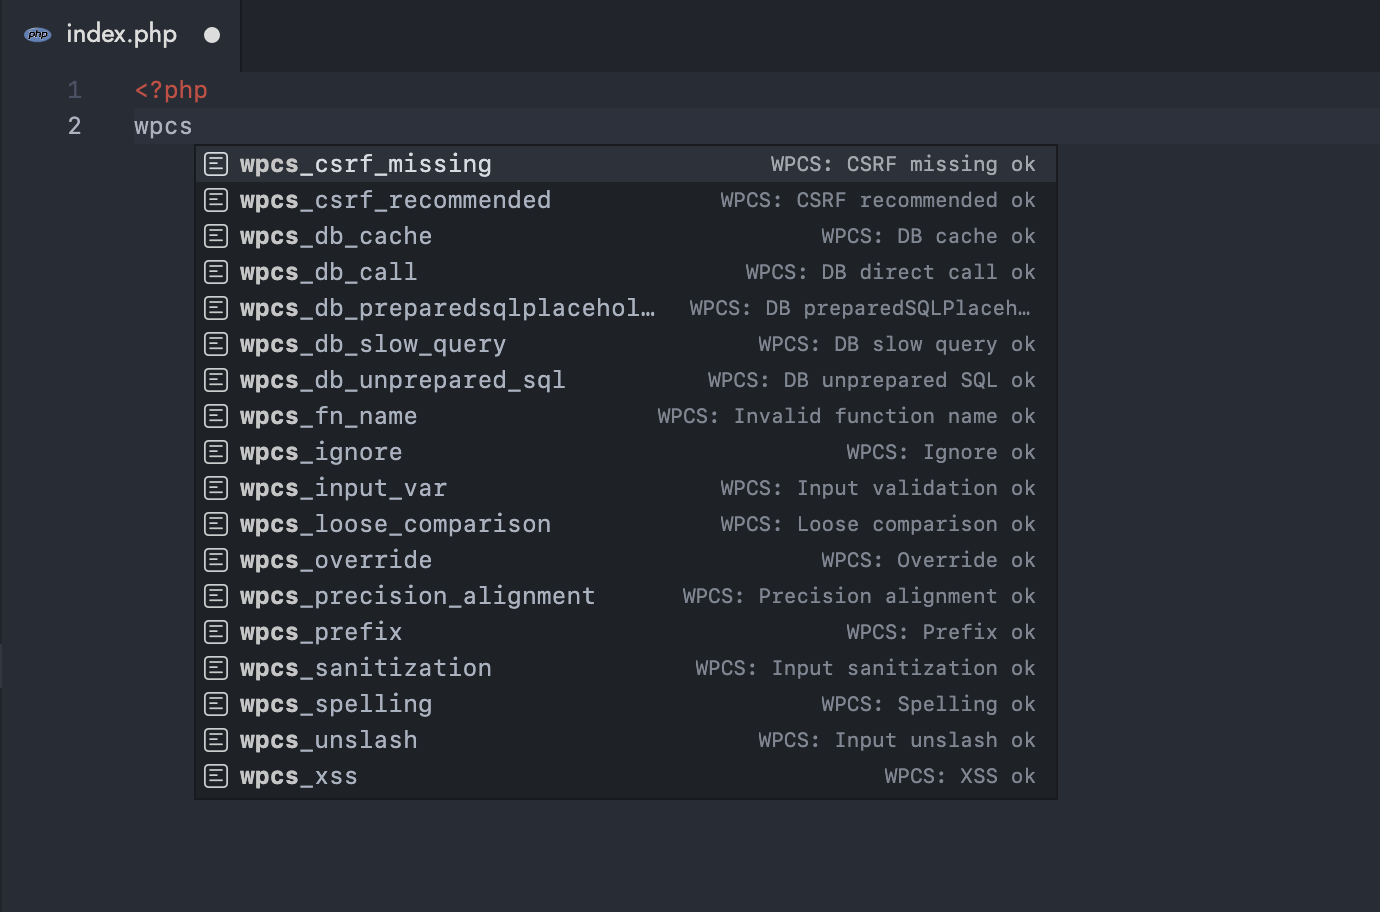 php index.php
1 <?php
2 wpcs
wpcs_csrf_missing WPCS: CSRF missing ok
wpcs_csrf_recommended WPCS: CSRF recommended ok
wpcs_db_cache WPCS: DB cache ok
wpcs_db_call WPCS: DB direct call ok
wpcs_db_preparedsqlplacehol… WPCS: DB preparedSQLPlaceh…
wpcs_db_slow_query WPCS: DB slow query ok
wpcs_db_unprepared_sql WPCS: DB unprepared SQL ok
wpcs_fn_name WPCS: Invalid function name ok
wpcs_ignore WPCS: Ignore ok
wpcs_input_var WPCS: Input validation ok
wpcs_loose_comparison WPCS: Loose comparison ok
wpcs_override WPCS: Override ok
wpcs_precision_alignment WPCS: Precision alignment ok
wpcs_prefix WPCS: Prefix ok
wpcs_sanitization WPCS: Input sanitization ok
wpcs_spelling WPCS: Spelling ok
wpcs_unslash WPCS: Input unslash ok
wpcs_xss WPCS: XSS ok